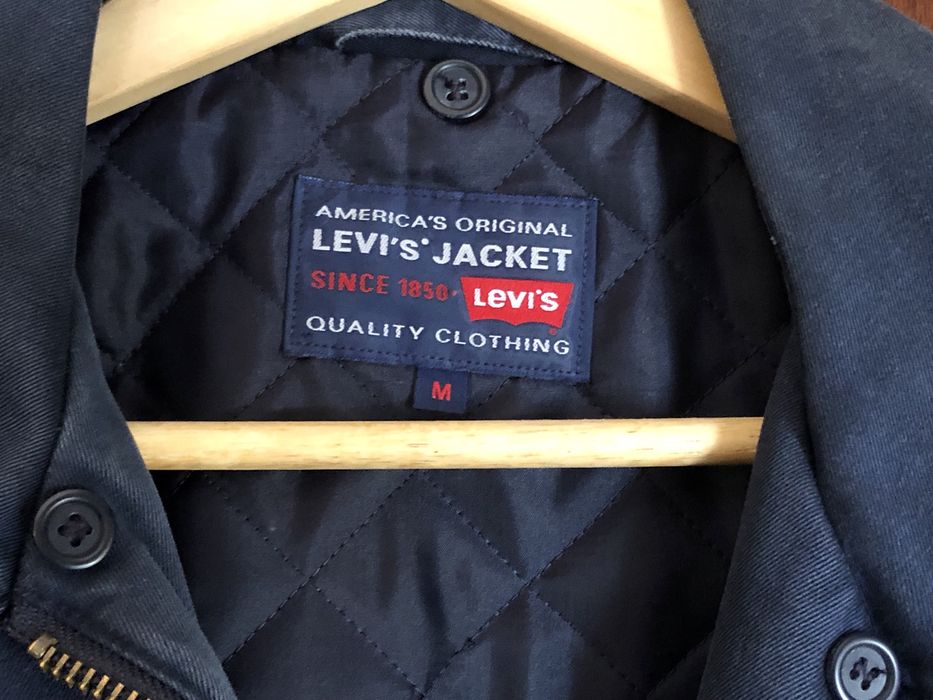 AMERICA'S ORIGINAL
LEVI'S® JACKET
SINCE 1850 LEVI'S
QUALITY CLOTHING
M